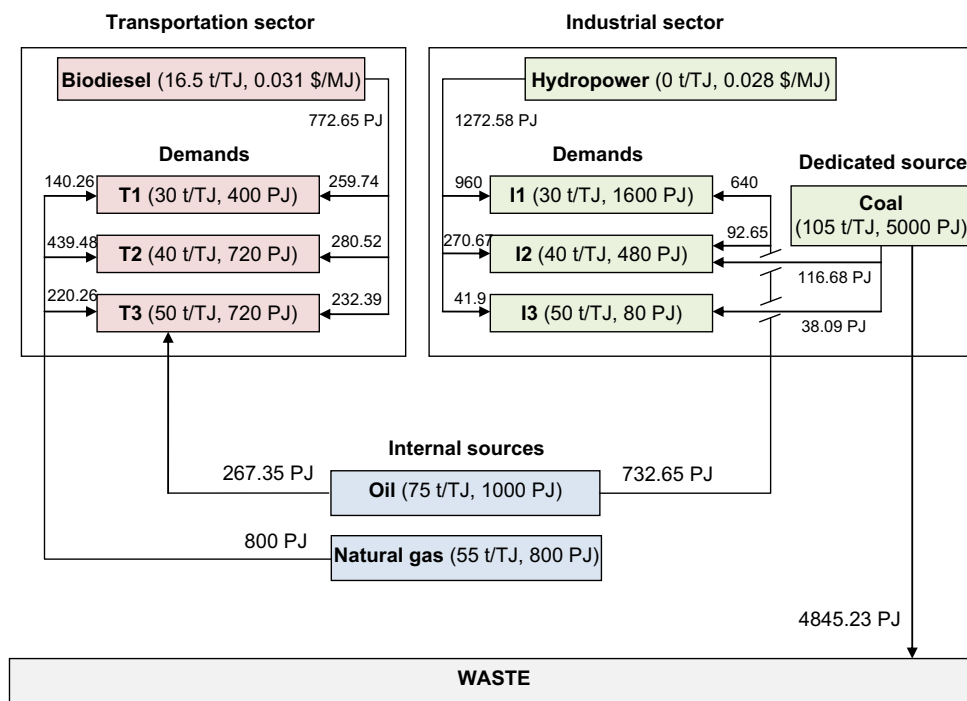 Transportation sector
Industrial sector
Biodiesel (16.5 t/TJ, 0.031 $/MJ)
Hydropower (0 t/TJ, 0.028 $/MJ)
772.65 PJ
1272.58 PJ
Demands
Demands
Dedicated source
140.26
T1 (30 t/TJ, 400 PJ)
259.74
960
I1 (30 t/TJ, 1600 PJ)
640
Coal
(105 t/TJ, 5000 PJ)
439.48
T2 (40 t/TJ, 720 PJ)
280.52
270.67
I2 (40 t/TJ, 480 PJ)
92.65
116.68 PJ
220.26
T3 (50 t/TJ, 720 PJ)
232.39
41.9
I3 (50 t/TJ, 80 PJ)
38.09 PJ
Internal sources
267.35 PJ
Oil (75 t/TJ, 1000 PJ)
732.65 PJ
800 PJ
Natural gas (55 t/TJ, 800 PJ)
4845.23 PJ
WASTE